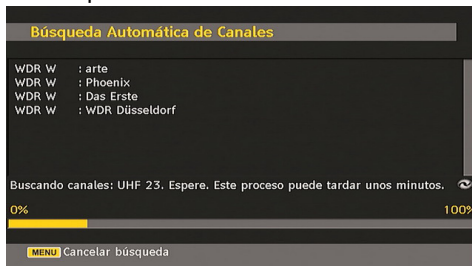 Búsqueda Automática de Canales
WDR W : arte
WDR W : Phoenix
WDR W : Das Erste
WDR W : WDR Düsseldorf
Buscando canales: UHF 23. Espere. Este proceso puede tardar unos minutos.
0% 100%
MENU Cancelar búsqueda